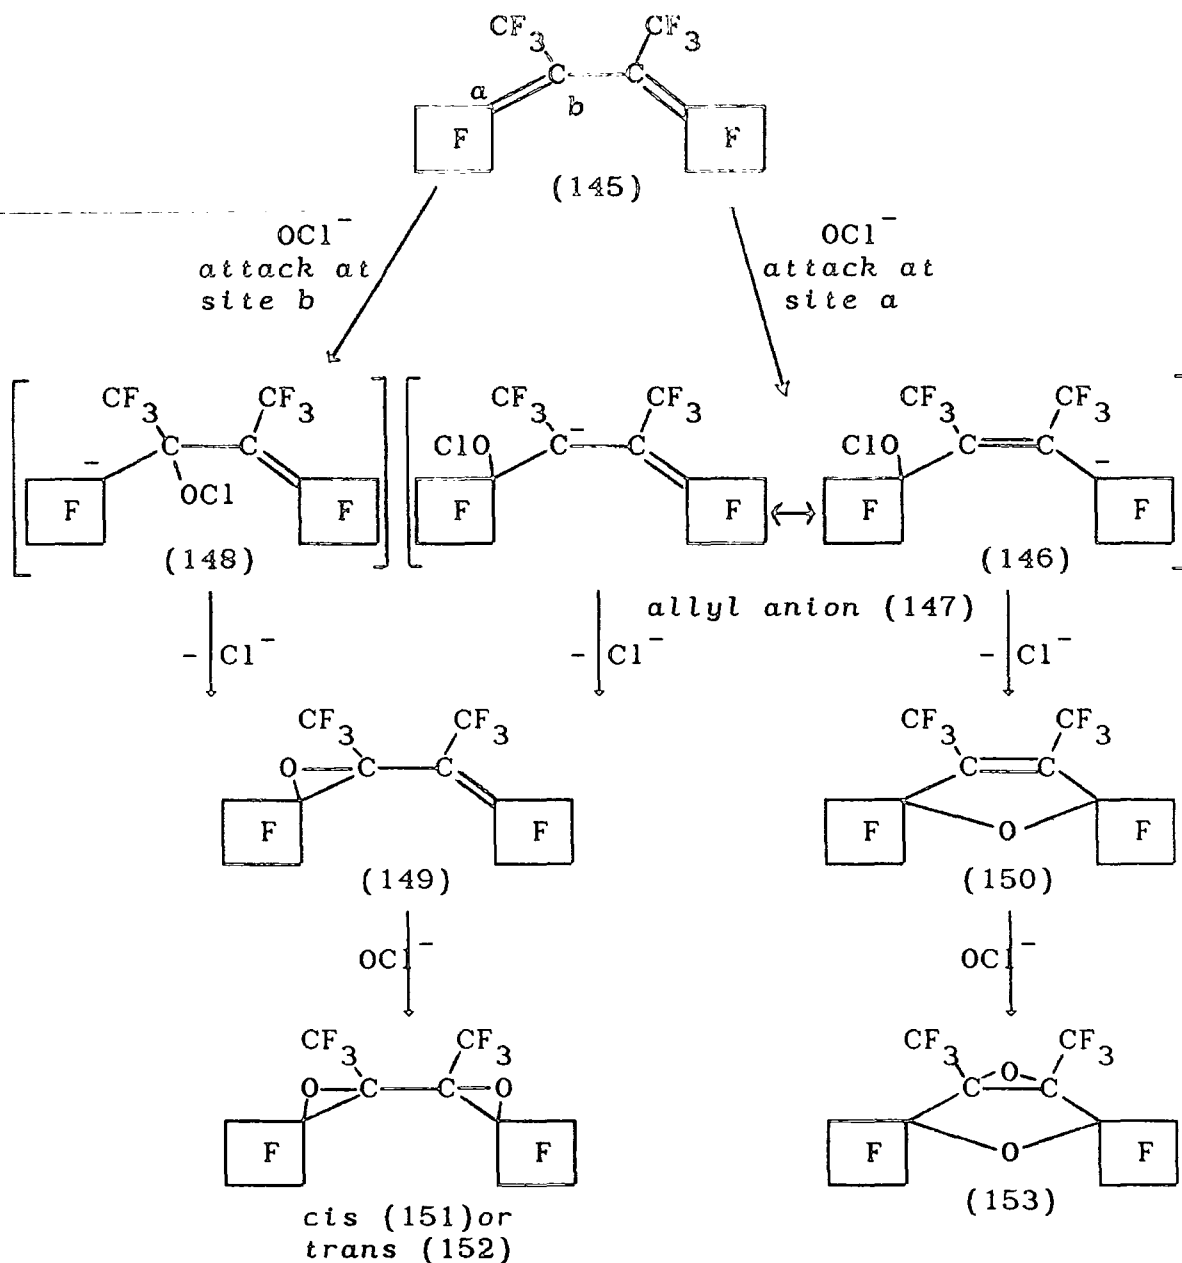 CF3 CF3
C C
a
b
F F
(145)
OCl⁻
attack at
site b
OCl⁻
attack at
site a
CF3 CF3
C C
OCl
F F
(148)
CF3 CF3
ClO C⁻ C
F F
CF3 CF3
ClO C C
F F
(146)
allyl anion (147)
- Cl⁻
- Cl⁻
- Cl⁻
CF3 CF3
O C C
F F
(149)
CF3 CF3
C C
F O F
(150)
OCl⁻
OCl⁻
CF3 CF3
O C C O
F F
cis (151)or
trans (152)
CF3 CF3
C O C
F O F
(153)